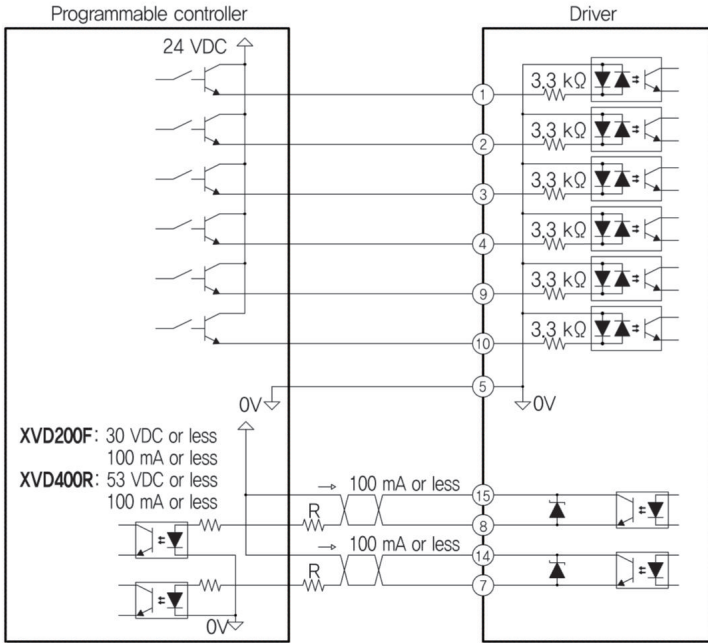 Programmable controller
Driver
24 VDC
① 3.3 kΩ
② 3.3 kΩ
③ 3.3 kΩ
④ 3.3 kΩ
⑨ 3.3 kΩ
⑩ 3.3 kΩ
⑤
0V
0V
XVD200F: 30 VDC or less
100 mA or less
XVD400R: 53 VDC or less
100 mA or less
→ 100 mA or less ⑮
R ⑧
→ 100 mA or less ⑭
R ⑦
0V